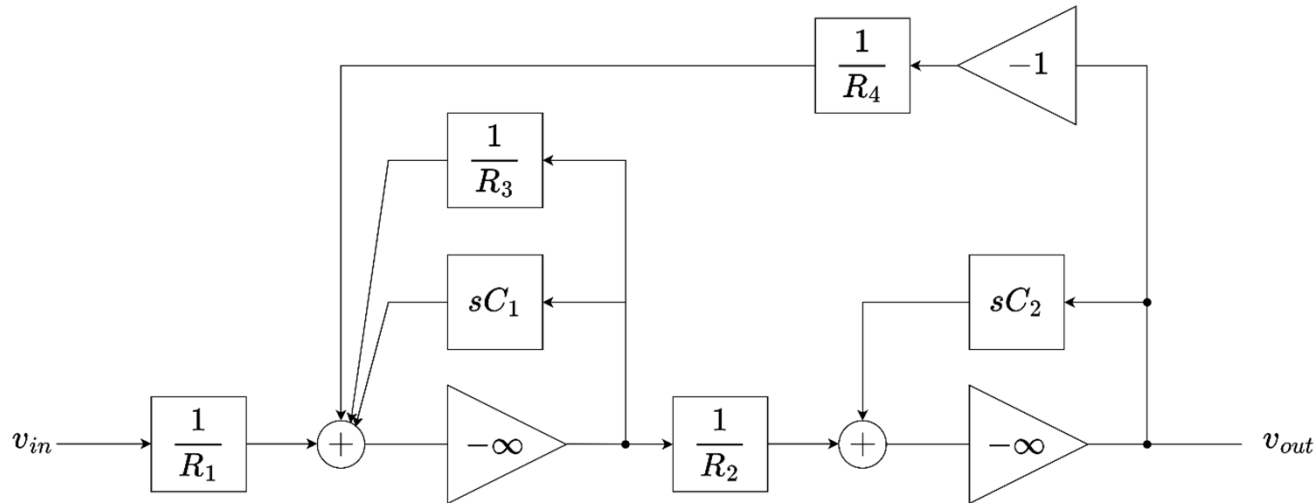 1
R₄
−1
1
R₃
sC₁
sC₂
v_in
1
R₁
+
−∞
1
R₂
+
−∞
v_out